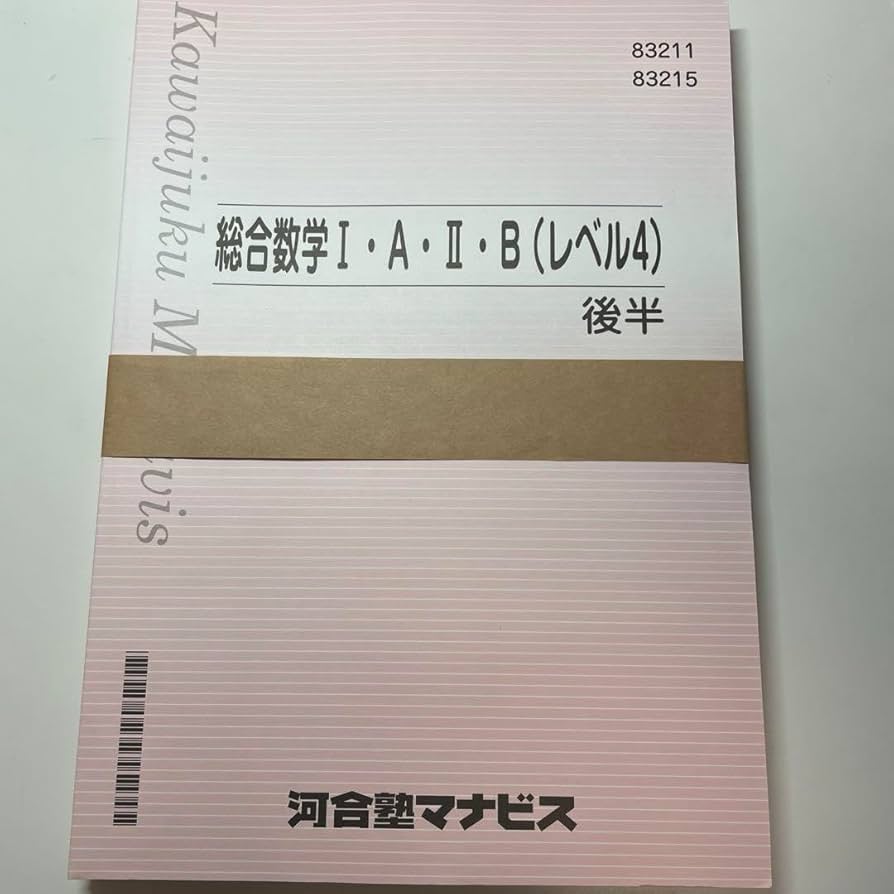 83211
83215
Kawaijuku M vis
総合数学Ⅰ・A・Ⅱ・B(レベル4)
後半
河合塾マナビス